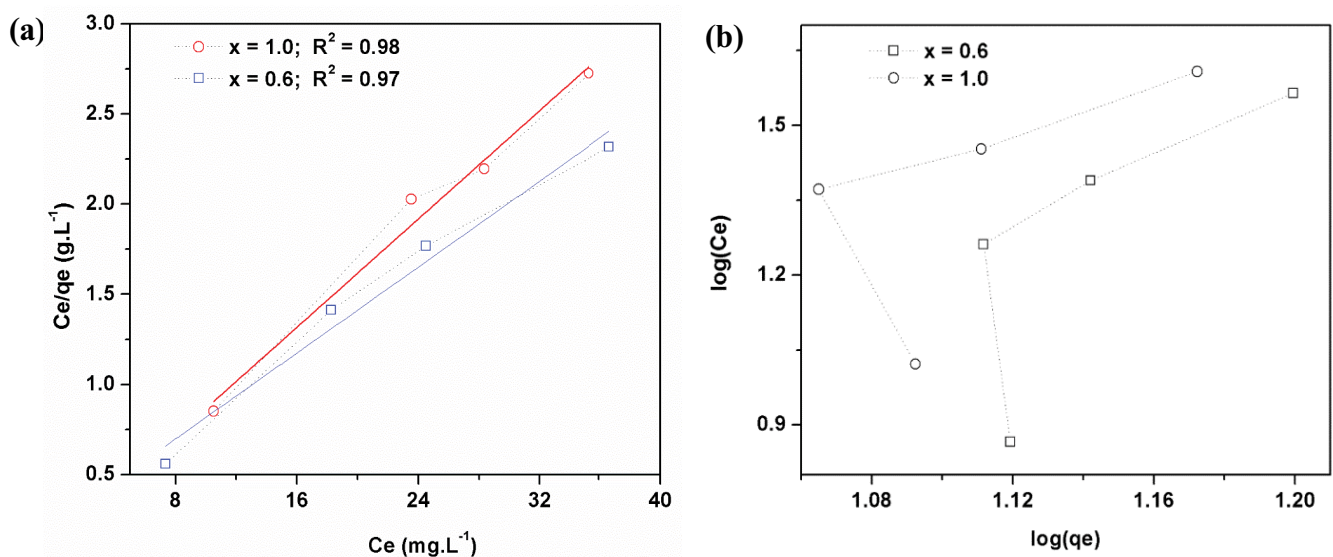 (a)
x = 1.0; R² = 0.98
x = 0.6; R² = 0.97
3.0
2.5
2.0
1.5
1.0
0.5
Ce/qe (g.L⁻¹)
8 16 24 32 40
Ce (mg.L⁻¹)
(b)
x = 0.6
x = 1.0
1.5
1.2
0.9
log(Ce)
1.08 1.12 1.16 1.20
log(qe)